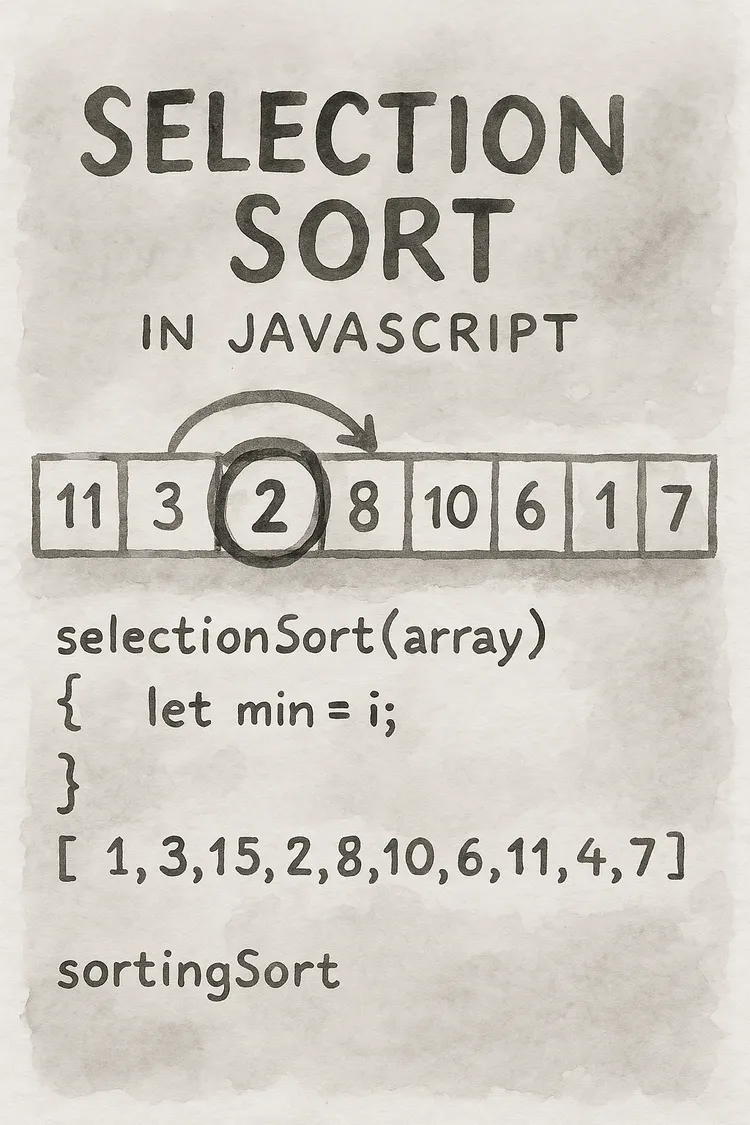 SELECTION
SORT
IN JAVASCRIPT
11 3 2 8 10 6 1 7
selectionSort(array)
{ let min = i;
}
[ 1, 3,15, 2,8,10,6,11,4,7]
sortingSort